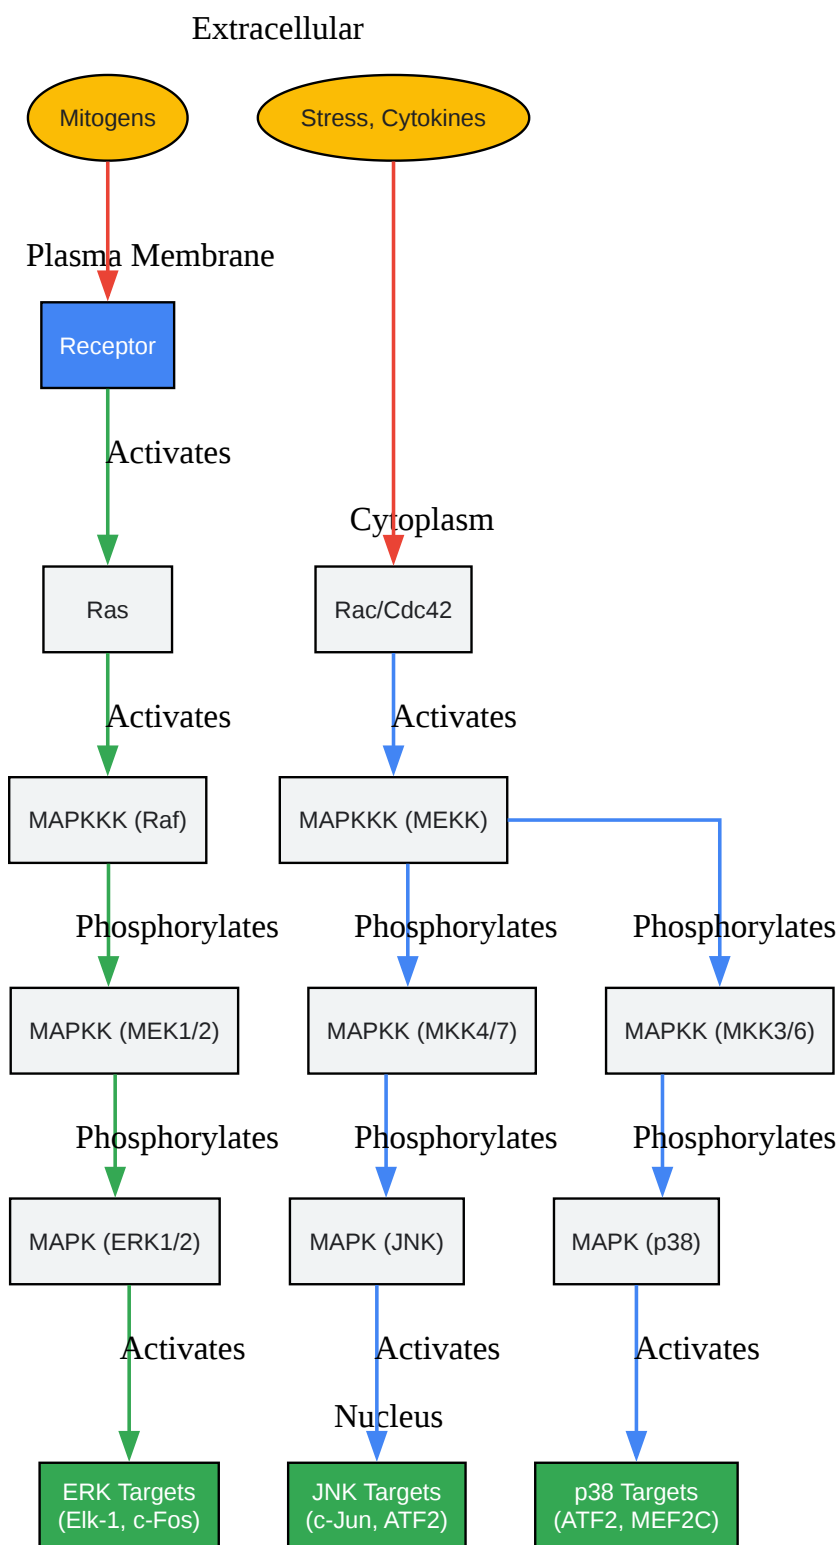 Extracellular
Mitogens
Stress, Cytokines
Plasma Membrane
Receptor
Activates
Cytoplasm
Ras
Rac/Cdc42
Activates
Activates
MAPKKK (Raf)
MAPKKK (MEKK)
Phosphorylates
Phosphorylates
Phosphorylates
MAPKK (MEK1/2)
MAPKK (MKK4/7)
MAPKK (MKK3/6)
Phosphorylates
Phosphorylates
Phosphorylates
MAPK (ERK1/2)
MAPK (JNK)
MAPK (p38)
Activates
Activates
Activates
Nucleus
ERK Targets
(Elk-1, c-Fos)
JNK Targets
(c-Jun, ATF2)
p38 Targets
(ATF2, MEF2C)